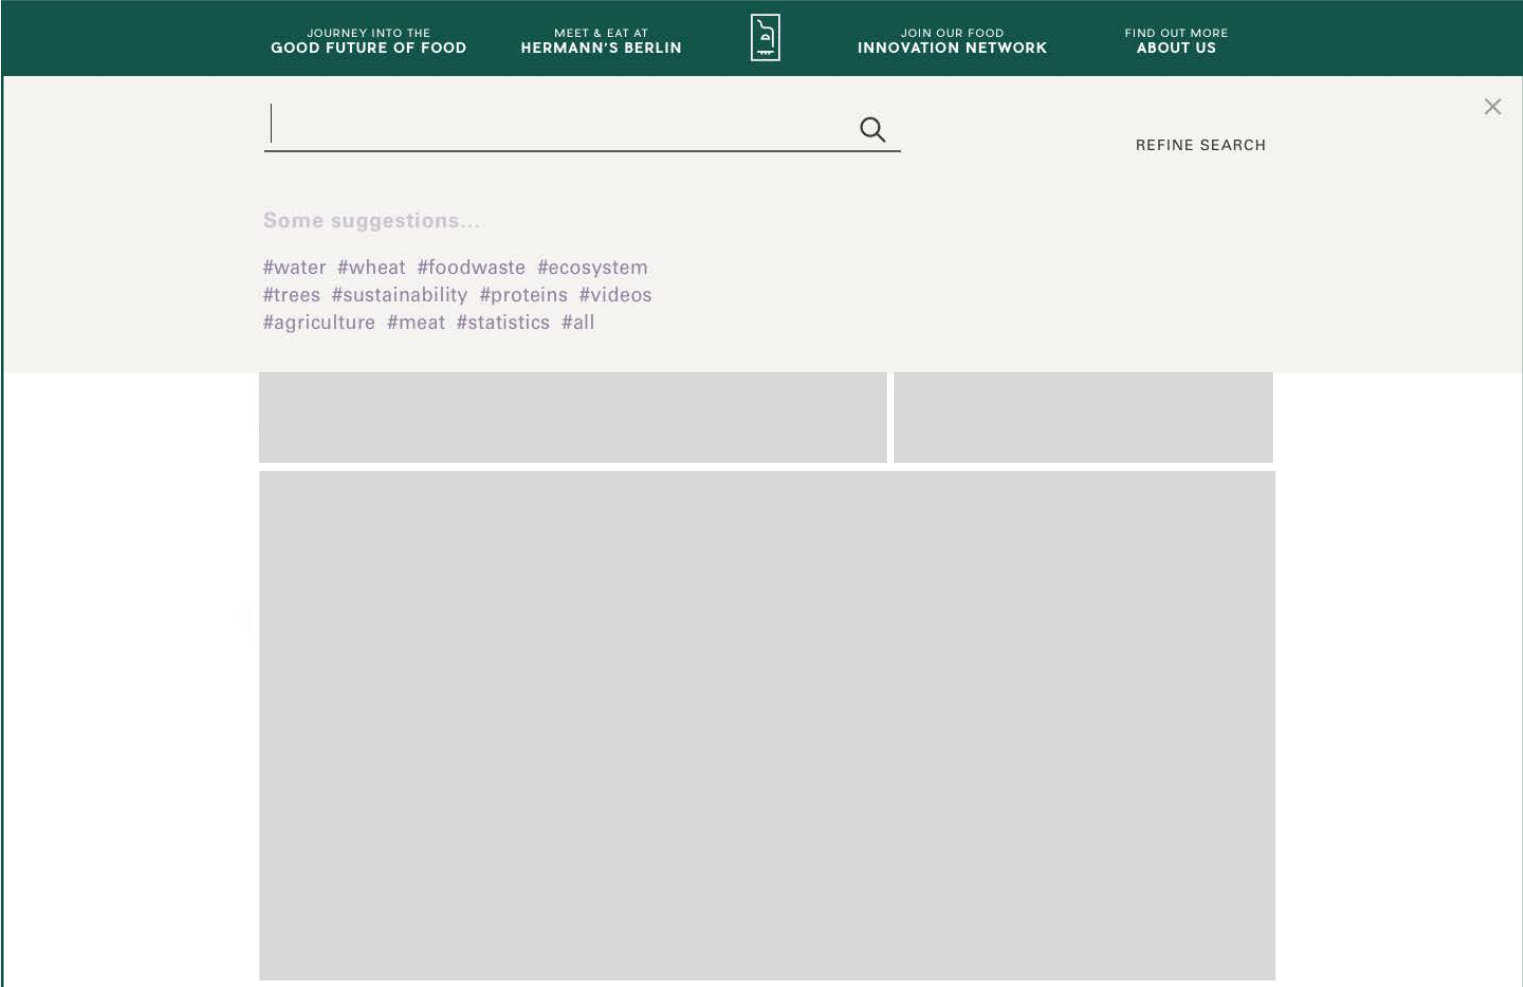 JOURNEY INTO THE
GOOD FUTURE OF FOOD
MEET & EAT AT
HERMANN'S BERLIN
JOIN OUR FOOD
INNOVATION NETWORK
FIND OUT MORE
ABOUT US
REFINE SEARCH
Some suggestions...
#water #wheat #foodwaste #ecosystem
#trees #sustainability #proteins #videos
#agriculture #meat #statistics #all